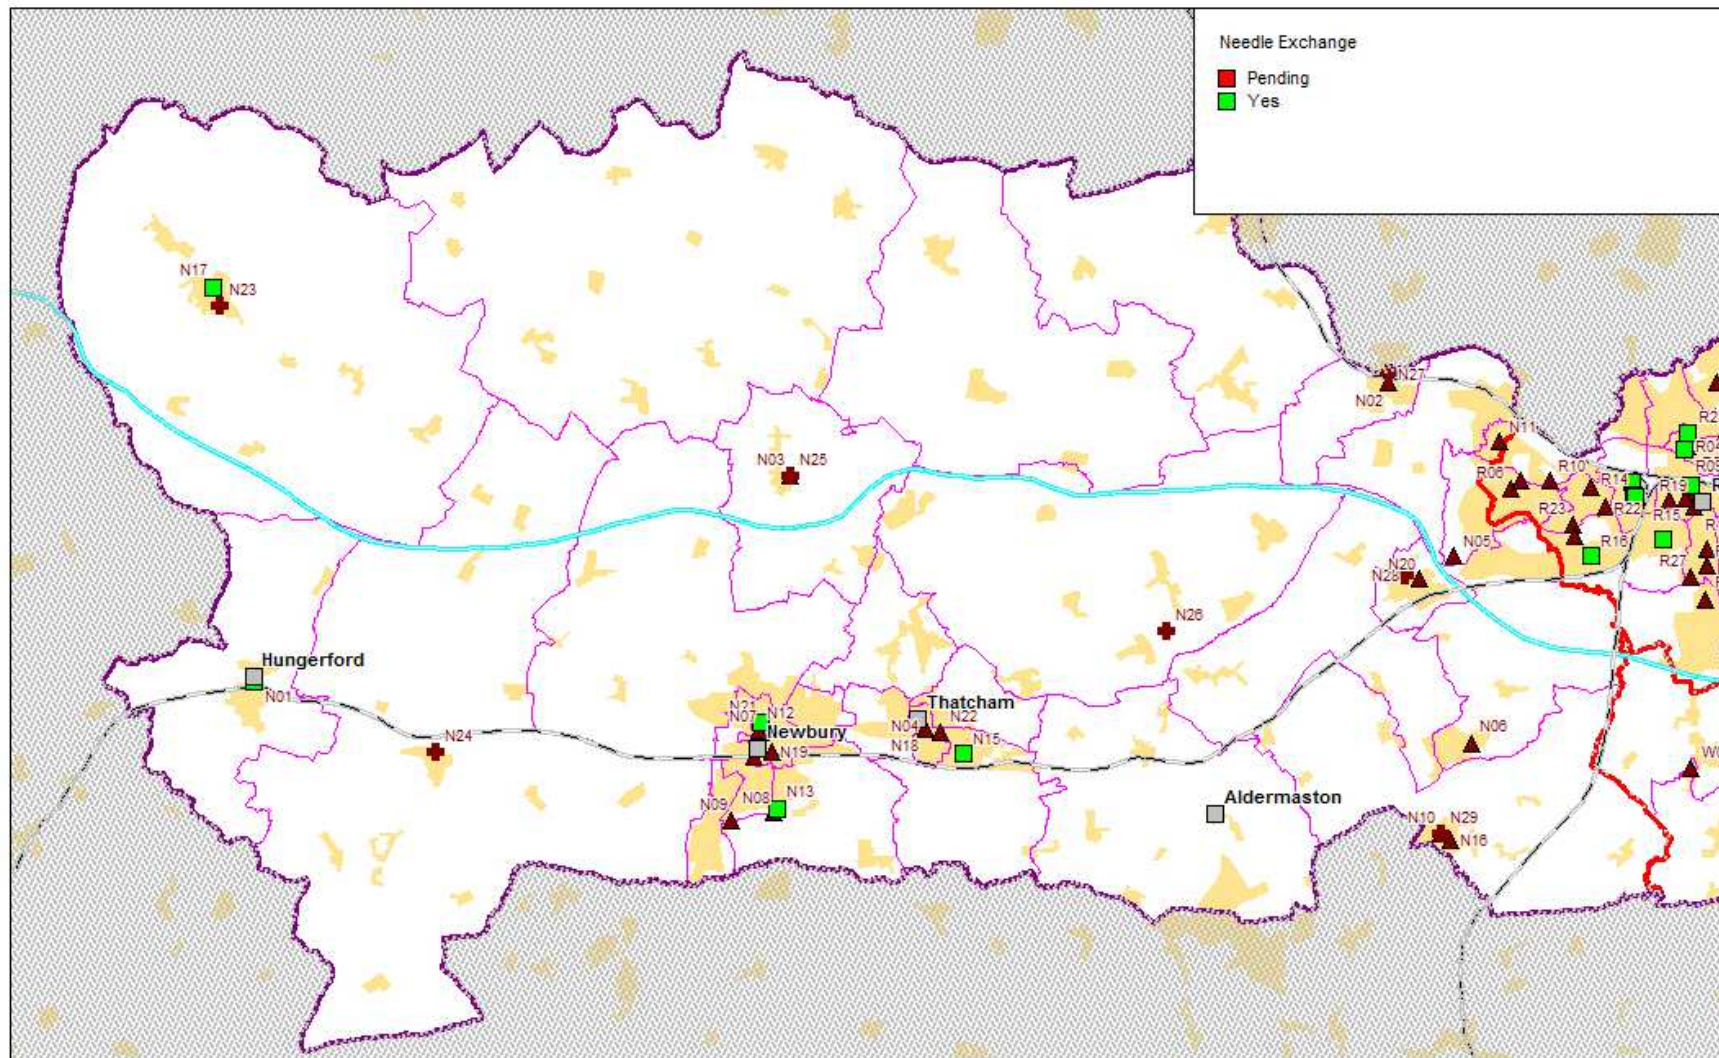 Needle Exchange
Pending
Yes
N17
N23
N27
N02
N11
N03
N25
R06
R10
R14
R04
R19
R23
R22
R15
R16
R27
N05
N20
N28
N26
Hungerford
N01
N24
N21
N07
N12
Newbury
N19
Thatcham
N04
N22
N18
N15
N06
N09
N08
N13
Aldermaston
N10
N29
N16